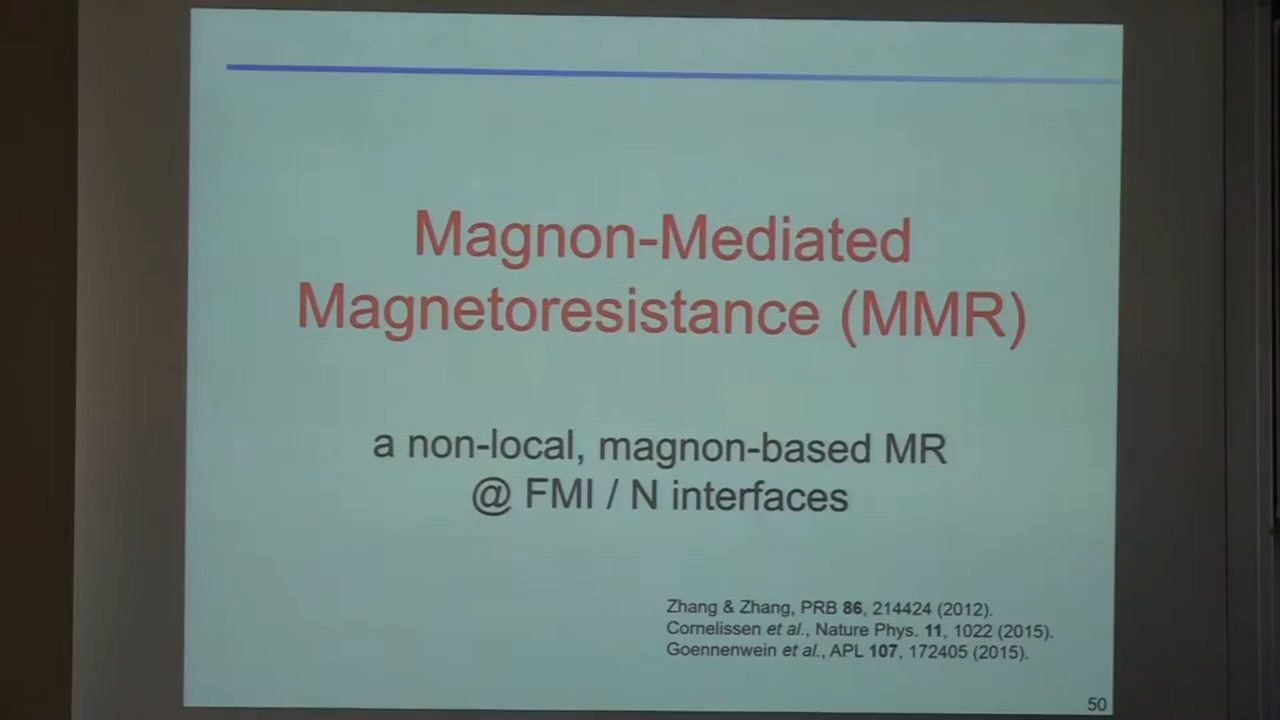 Magnon-Mediated
Magnetoresistance (MMR)
a non-local, magnon-based MR
@ FMI / N interfaces
Zhang & Zhang, PRB 86, 214424 (2012).
Cornelissen et al., Nature Phys. 11, 1022 (2015).
Goennenwein et al., APL 107, 172405 (2015).
50